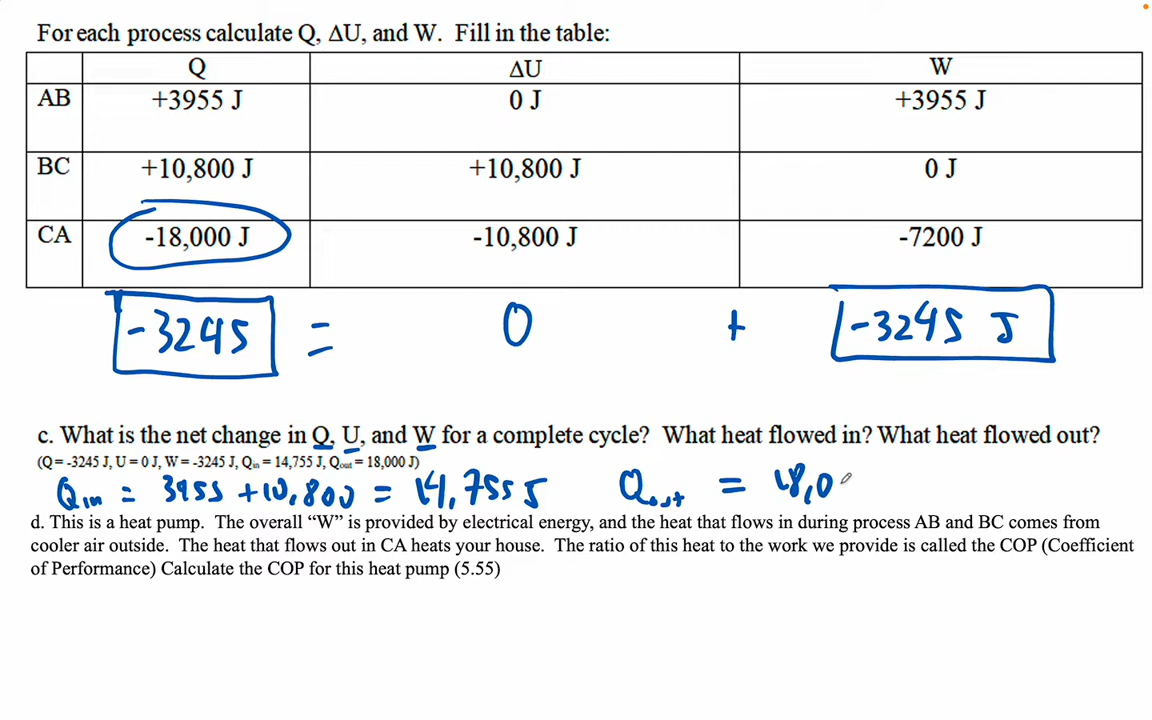 For each process calculate Q, ΔU, and W. Fill in the table:
Q ΔU W
AB +3955 J 0 J +3955 J
BC +10,800 J +10,800 J 0 J
CA -18,000 J -10,800 J -7200 J
-3245 = 0 + -3245 J
c. What is the net change in Q, U, and W for a complete cycle? What heat flowed in? What heat flowed out?
(Q = -3245 J, U = 0 J, W = -3245 J, Qin = 14,755 J, Qout = 18,000 J)
Qin = 3955 + 10,800 = 14,755 J Qout = 18,0
d. This is a heat pump. The overall “W” is provided by electrical energy, and the heat that flows in during process AB and BC comes from
cooler air outside. The heat that flows out in CA heats your house. The ratio of this heat to the work we provide is called the COP (Coefficient
of Performance) Calculate the COP for this heat pump (5.55)